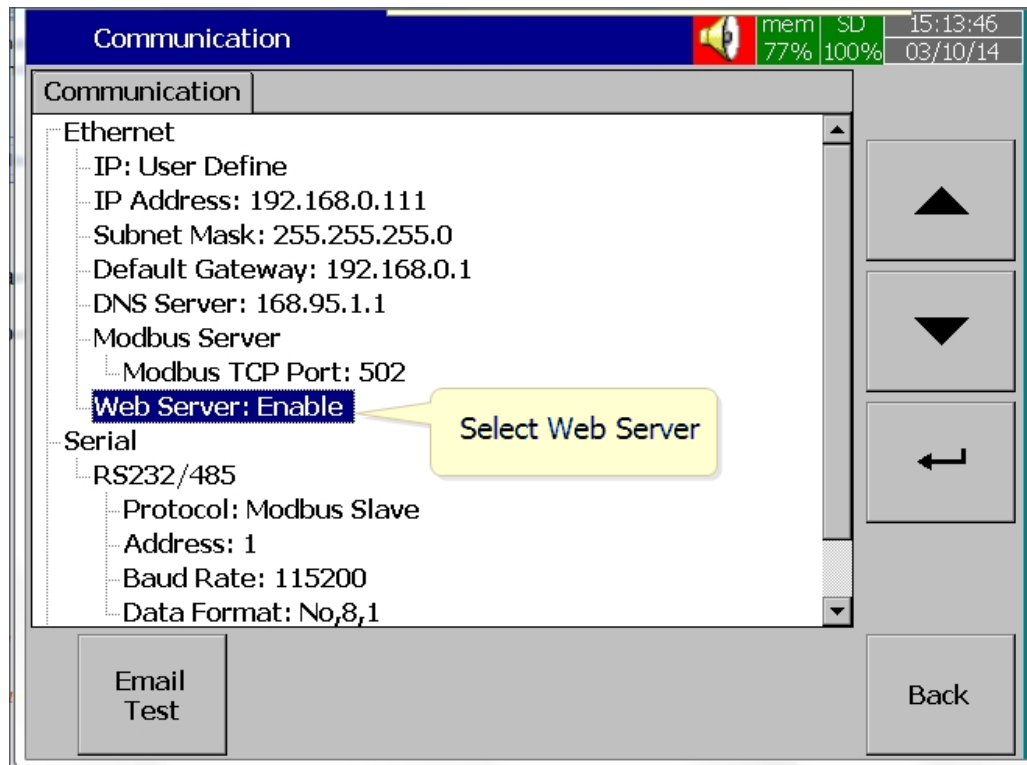 Communication
mem SD 15:13:46
77% 100% 03/10/14
Communication
Ethernet
IP: User Define
IP Address: 192.168.0.111
Subnet Mask: 255.255.255.0
Default Gateway: 192.168.0.1
DNS Server: 168.95.1.1
Modbus Server
Modbus TCP Port: 502
Web Server: Enable
Select Web Server
Serial
RS232/485
Protocol: Modbus Slave
Address: 1
Baud Rate: 115200
Data Format: No,8,1
Email
Test
Back